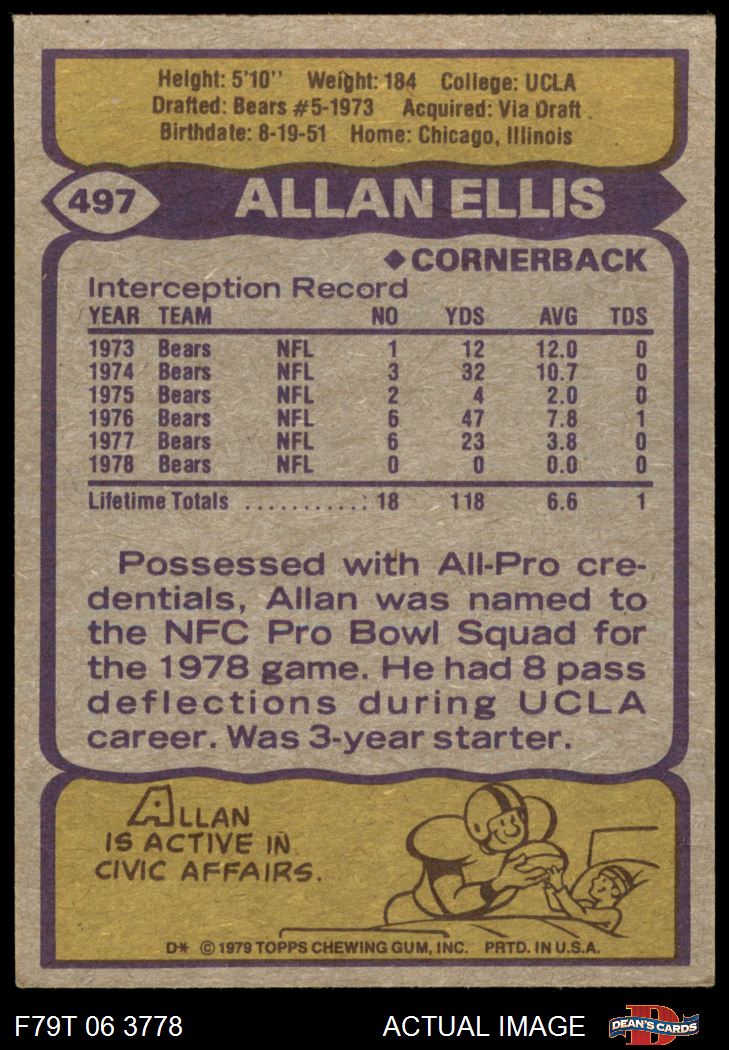 Height: 5'10'' Weight: 184 College: UCLA
Drafted: Bears #5-1973 Acquired: Via Draft
Birthdate: 8-19-51 Home: Chicago, Illinois
497 ALLAN ELLIS
◆CORNERBACK
Interception Record
YEAR TEAM NO YDS AVG TDS
1973 Bears NFL 1 12 12.0 0
1974 Bears NFL 3 32 10.7 0
1975 Bears NFL 2 4 2.0 0
1976 Bears NFL 6 47 7.8 1
1977 Bears NFL 6 23 3.8 0
1978 Bears NFL 0 0 0.0 0
Lifetime Totals ........... 18 118 6.6 1
Possessed with All-Pro cre-
dentials, Allan was named to
the NFC Pro Bowl Squad for
the 1978 game. He had 8 pass
deflections during UCLA
career. Was 3-year starter.
ALLAN
IS ACTIVE IN
CIVIC AFFAIRS.
D* © 1979 TOPPS CHEWING GUM, INC. PRTD. IN U.S.A.
F79T 06 3778 ACTUAL IMAGE D DEAN'S CARDS